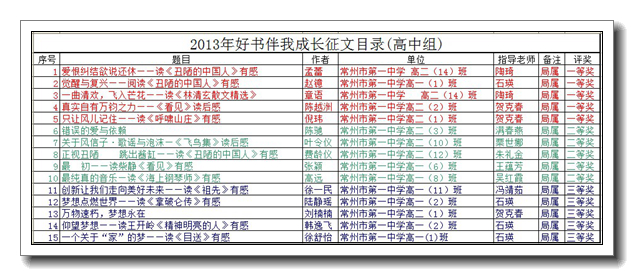 2013年好书伴我成长征文目录(高中组)
序号 题目 作者 单位 指导老师 备注 评奖
1 爱恨纠结欲说还休——读《丑陋的中国人》有感 孟蕾 常州市第一中学 高二（14）班 陶琦 局属 一等奖
2 觉醒与复兴——阅读《丑陋的中国人》有感 赵德 常州市第一中学高一（1）班 石瑛 局属 一等奖
3 一曲清欢，飞入芒花——读《林清玄散文精选》 童语 常州市第一中学 高二（14）班 陶琦 局属 一等奖
4 真实自有万钧之力——《看见》读后感 陈越洲 常州市第一中学高二（2）班 贺克春 局属 一等奖
5 只让风儿记住——读《呼啸山庄》有感 倪玮 常州市第一中学高二（1）班 贺克春 局属 一等奖
6 错误的爱与依赖 陈驰 常州市第一中学高二（3）班 满春燕 局属 二等奖
7 关于风信子·歌谣与泡沫—《飞鸟集》读后感 叶令仪 常州市第一中学高二（10）班 贾世卿 局属 二等奖
8 正视丑陋 跳出酱缸——读《丑陋的中国人》有感 费龄仪 常州市第一中学高二（12）班 朱礼金 局属 二等奖
9 最 初——读柴静《看见》有感 张颖 常州市第一中学高一（6）班 王蕴芳 局属 二等奖
10 最纯真的音乐—读《海上钢琴师》有感 高远 常州市第一中学高一（8）班 吴红霞 局属 二等奖
11 创新让我们走向美好未来——读《祖先》有感 徐一民 常州市第一中学高一（11）班 冯靖茹 局属 三等奖
12 梦想点燃世界——读《拿破仑传》有感 陆静瑶 常州市第一中学高一（2）班 石瑛 局属 三等奖
13 万物速朽，梦想永在 刘楠楠 常州市第一中学高二（1）班 贺克春 局属 三等奖
14 仰望梦想——读王开岭《精神明亮的人》有感 韩逸飞 常州市第一中学高一（2）班 石瑛 局属 三等奖
15 一个关于“家”的梦——读《目送》有感 徐舒怡 常州市第一中学高一(1)班 石瑛 局属 三等奖